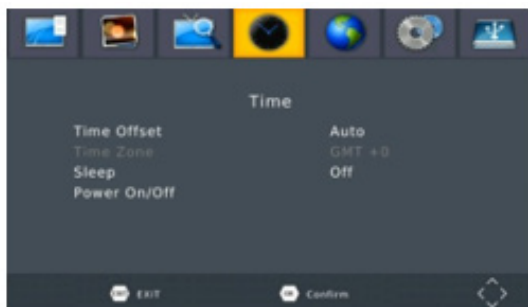 Time
Time Offset Auto
Time Zone GMT +0
Sleep Off
Power On/Off
EXIT Confirm